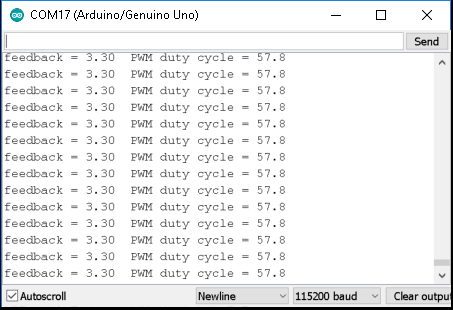 COM17 (Arduino/Genuino Uno)
Send
feedback = 3.30  PWM duty cycle = 57.8
feedback = 3.30  PWM duty cycle = 57.8
feedback = 3.30  PWM duty cycle = 57.8
feedback = 3.30  PWM duty cycle = 57.8
feedback = 3.30  PWM duty cycle = 57.8
feedback = 3.30  PWM duty cycle = 57.8
feedback = 3.30  PWM duty cycle = 57.8
feedback = 3.30  PWM duty cycle = 57.8
feedback = 3.30  PWM duty cycle = 57.8
feedback = 3.30  PWM duty cycle = 57.8
feedback = 3.30  PWM duty cycle = 57.8
feedback = 3.30  PWM duty cycle = 57.8
feedback = 3.30  PWM duty cycle = 57.8
feedback = 3.30  PWM duty cycle = 57.8
Autoscroll Newline 115200 baud Clear output